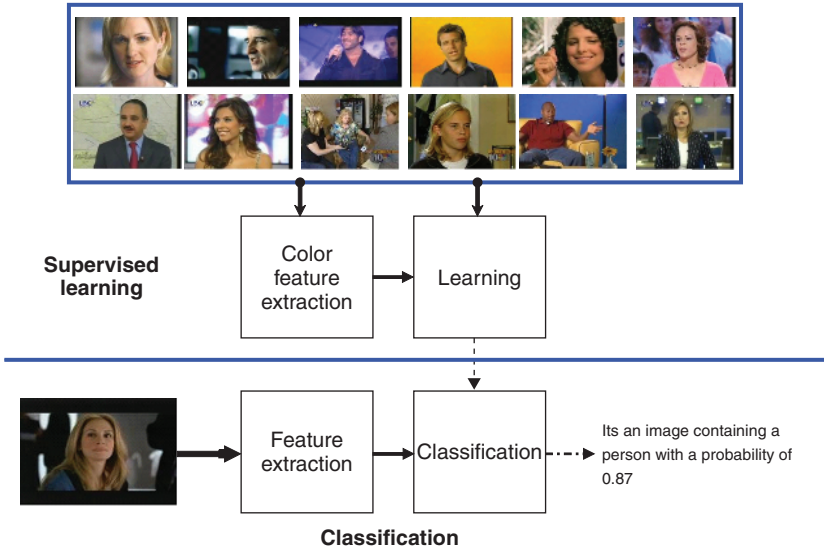 Supervised
learning
Color
feature
extraction
Learning
Feature
extraction
Classification
Its an image containing a
person with a probability of
0.87
Classification